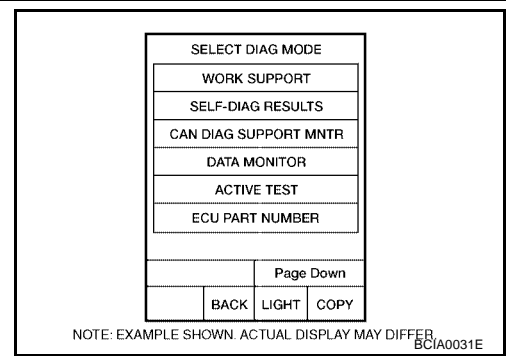 SELECT DIAG MODE
WORK SUPPORT
SELF-DIAG RESULTS
CAN DIAG SUPPORT MNTR
DATA MONITOR
ACTIVE TEST
ECU PART NUMBER
Page Down
BACK LIGHT COPY
NOTE: EXAMPLE SHOWN. ACTUAL DISPLAY MAY DIFFER.
BCIA0031E